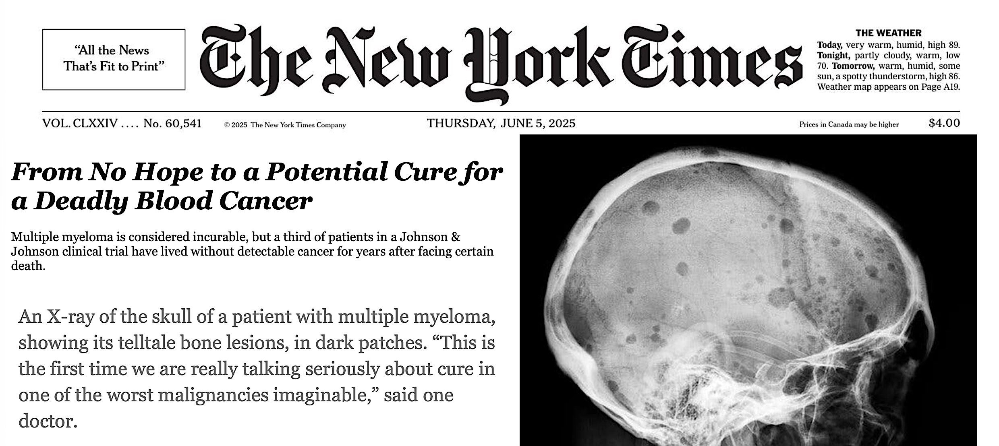 “All the News
That’s Fit to Print”
The New York Times
THE WEATHER
Today, very warm, humid, high 89.
Tonight, partly cloudy, warm, low
70. Tomorrow, warm, humid, some
sun, a spotty thunderstorm, high 86.
Weather map appears on Page A19.
VOL. CLXXIV .... No. 60,541 © 2025 The New York Times Company THURSDAY, JUNE 5, 2025 Prices in Canada may be higher $4.00
From No Hope to a Potential Cure for
a Deadly Blood Cancer
Multiple myeloma is considered incurable, but a third of patients in a Johnson &
Johnson clinical trial have lived without detectable cancer for years after facing certain
death.
An X-ray of the skull of a patient with multiple myeloma,
showing its telltale bone lesions, in dark patches. “This is
the first time we are really talking seriously about cure in
one of the worst malignancies imaginable,” said one
doctor.